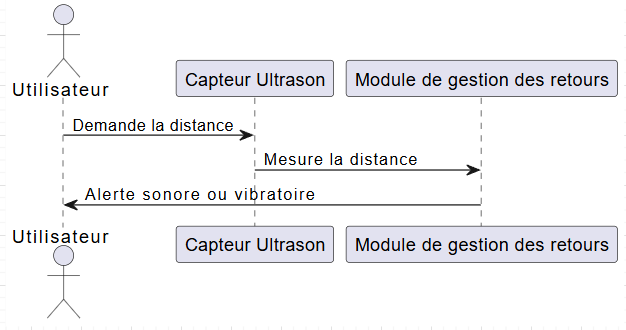 Utilisateur
Capteur Ultrason
Module de gestion des retours
Demande la distance
Mesure la distance
Alerte sonore ou vibratoire
Utilisateur
Capteur Ultrason
Module de gestion des retours